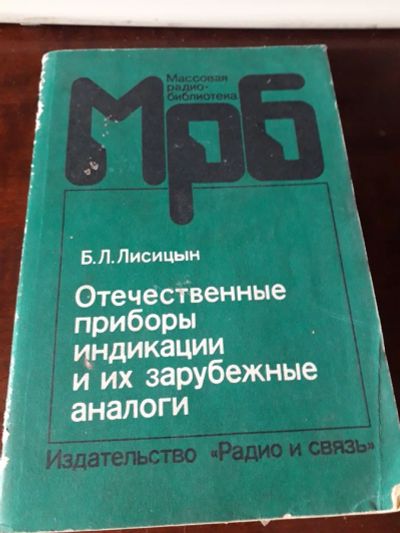 Массовая
радио-
библиотека
Мрб
Б.Л.Лисицын
Отечественные
приборы
индикации
и их зарубежные
аналоги
Издательство «Радио и связь»